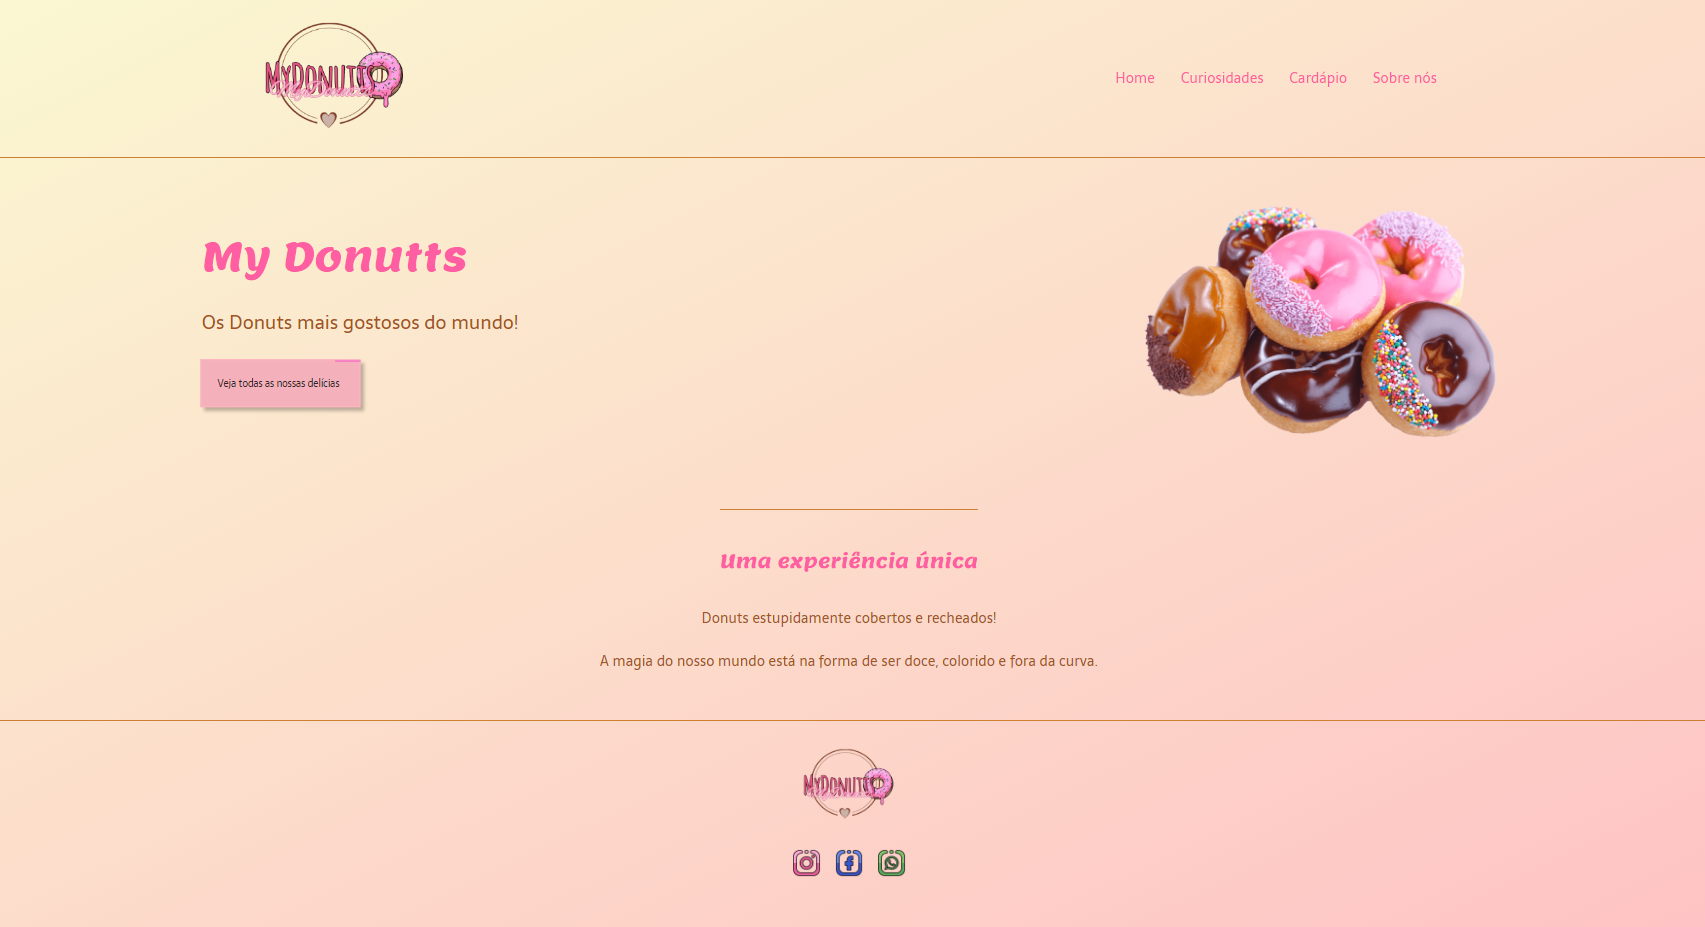 MyDonutts
Home Curiosidades Cardápio Sobre nós
My Donutts
Os Donuts mais gostosos do mundo!
Veja todas as nossas delícias
Uma experiência única
Donuts estupidamente cobertos e recheados!
A magia do nosso mundo está na forma de ser doce, colorido e fora da curva.
MyDonutts